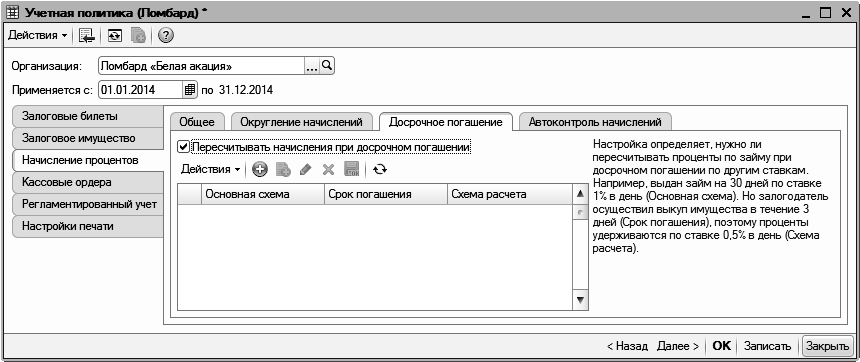 Учетная политика (Ломбард) *
Действия
Организация: Ломбард «Белая акация» ...
Применяется с: 01.01.2014 по 31.12.2014
Залоговые билеты
Залоговое имущество
Начисление процентов
Кассовые ордера
Регламентированный учет
Настройки печати
Общее Округление начислений Досрочное погашение Автоконтроль начислений
Пересчитывать начисления при досрочном погашении
Действия
Основная схема Срок погашения Схема расчета
Настройка определяет, нужно ли
пересчитывать проценты по займу при
досрочном погашении по другим ставкам.
Например, выдан займ на 30 дней по ставке
1% в день (Основная схема). Но залогодатель
осуществил выкуп имущества в течение 3
дней (Срок погашения), поэтому проценты
удерживаются по ставке 0,5% в день (Схема
расчета).
< Назад Далее > OK Записать Закрыть